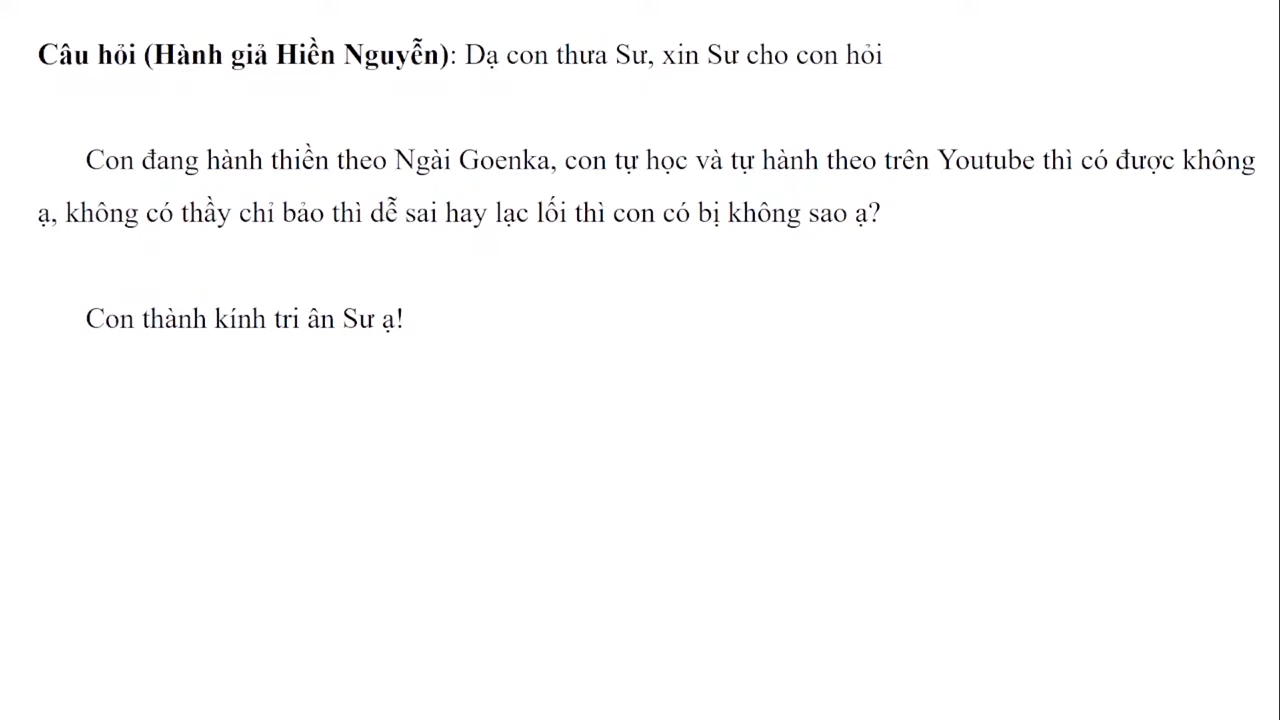 Câu hỏi (Hành giả Hiền Nguyễn): Dạ con thưa Sư, xin Sư cho con hỏi
Con đang hành thiền theo Ngài Goenka, con tự học và tự hành theo trên Youtube thì có được không
ạ, không có thầy chỉ bảo thì dễ sai hay lạc lối thì con có bị không sao ạ?
Con thành kính tri ân Sư ạ!